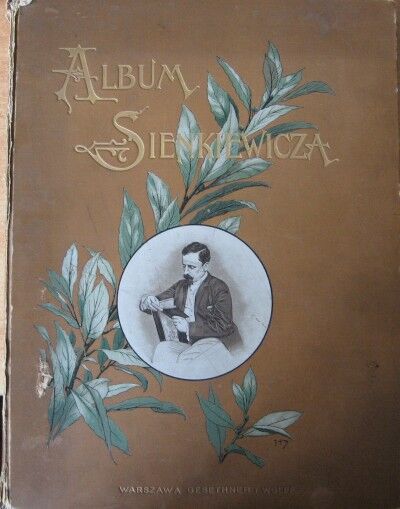 ALBUM
SIENKIEWICZA
WARSZAWA GEBETHNER I WOLFF